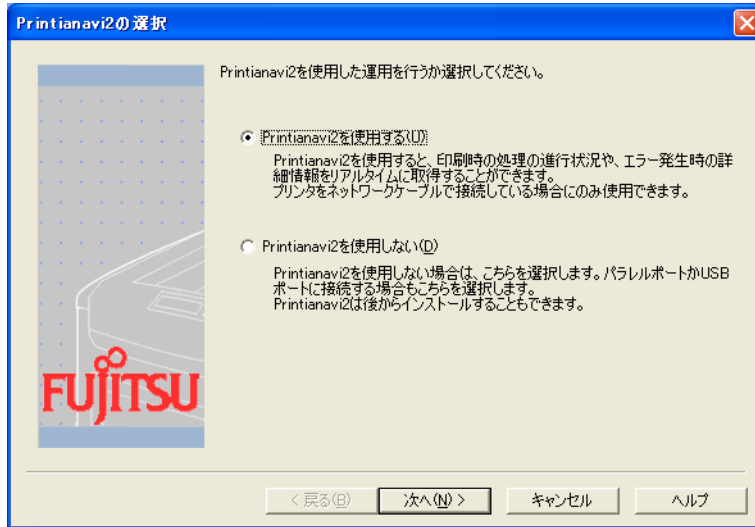 Printianavi2の選択
Printianavi2を使用した運用を行うか選択してください。
Printianavi2を使用する(U)
Printianavi2を使用すると、印刷時の処理の進行状況や、エラー発生時の詳
細情報をリアルタイムに取得することができます。
プリンタをネットワークケーブルで接続している場合にのみ使用できます。
Printianavi2を使用しない(D)
Printianavi2を使用しない場合は、こちらを選択します。パラレルポートかUSB
ポートに接続する場合もこちらを選択します。
Printianavi2は後からインストールすることもできます。
FUJITSU
< 戻る(B)
次へ(N) >
キャンセル
ヘルプ